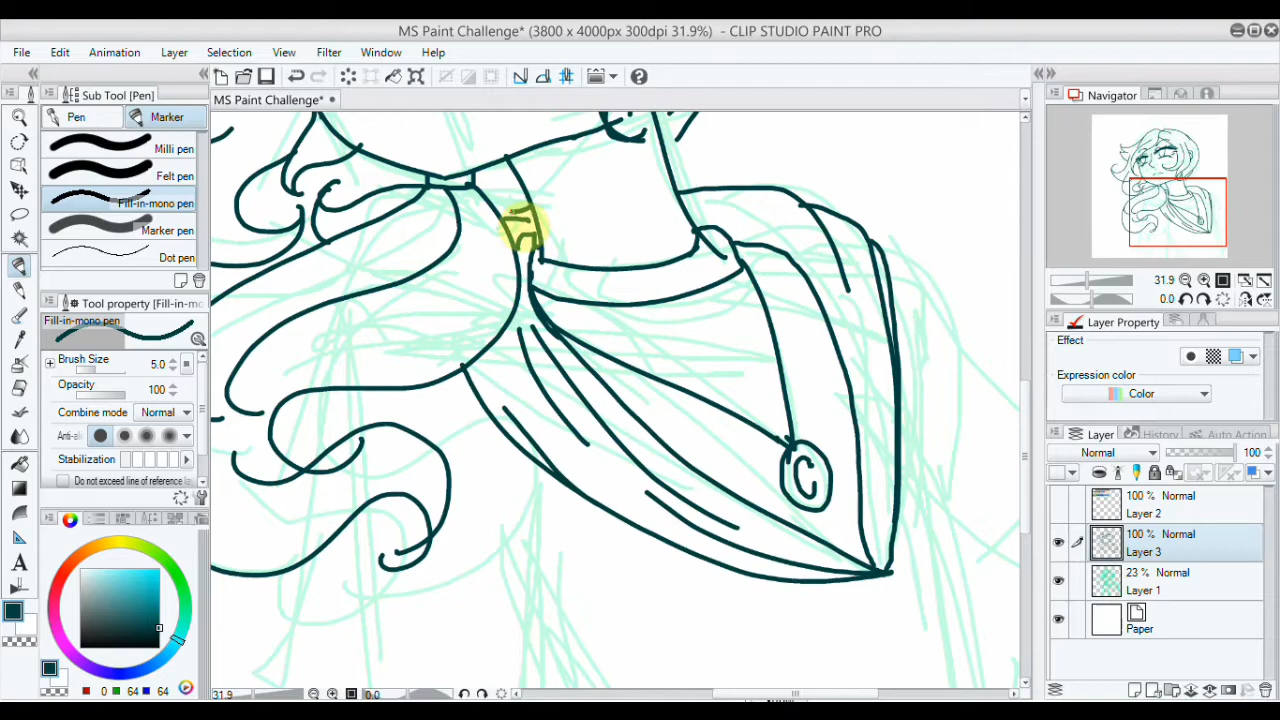 MS Paint Challenge* (3800 x 4000px 300dpi 31.9%) - CLIP STUDIO PAINT PRO
File Edit Animation Layer Selection View Filter Window Help
Sub Tool [Pen]
Pen Marker
Milli pen
Felt pen
Fill-in-mono pen
Marker pen
Dot pen
Tool property [Fill-in-mo
Fill-in-mono pen
Brush Size 5.0
Opacity 100
Combine mode Normal
Anti-ali
Stabilization
Do not exceed line of reference la
0 64 64
MS Paint Challenge*
31.9 0.0
Navigator
31.9
0.0
Layer Property
Effect
Expression color
Color
Layer History Auto Action
Normal 100
100 % Normal
Layer 2
100 % Normal
Layer 3
23 % Normal
Layer 1
Paper